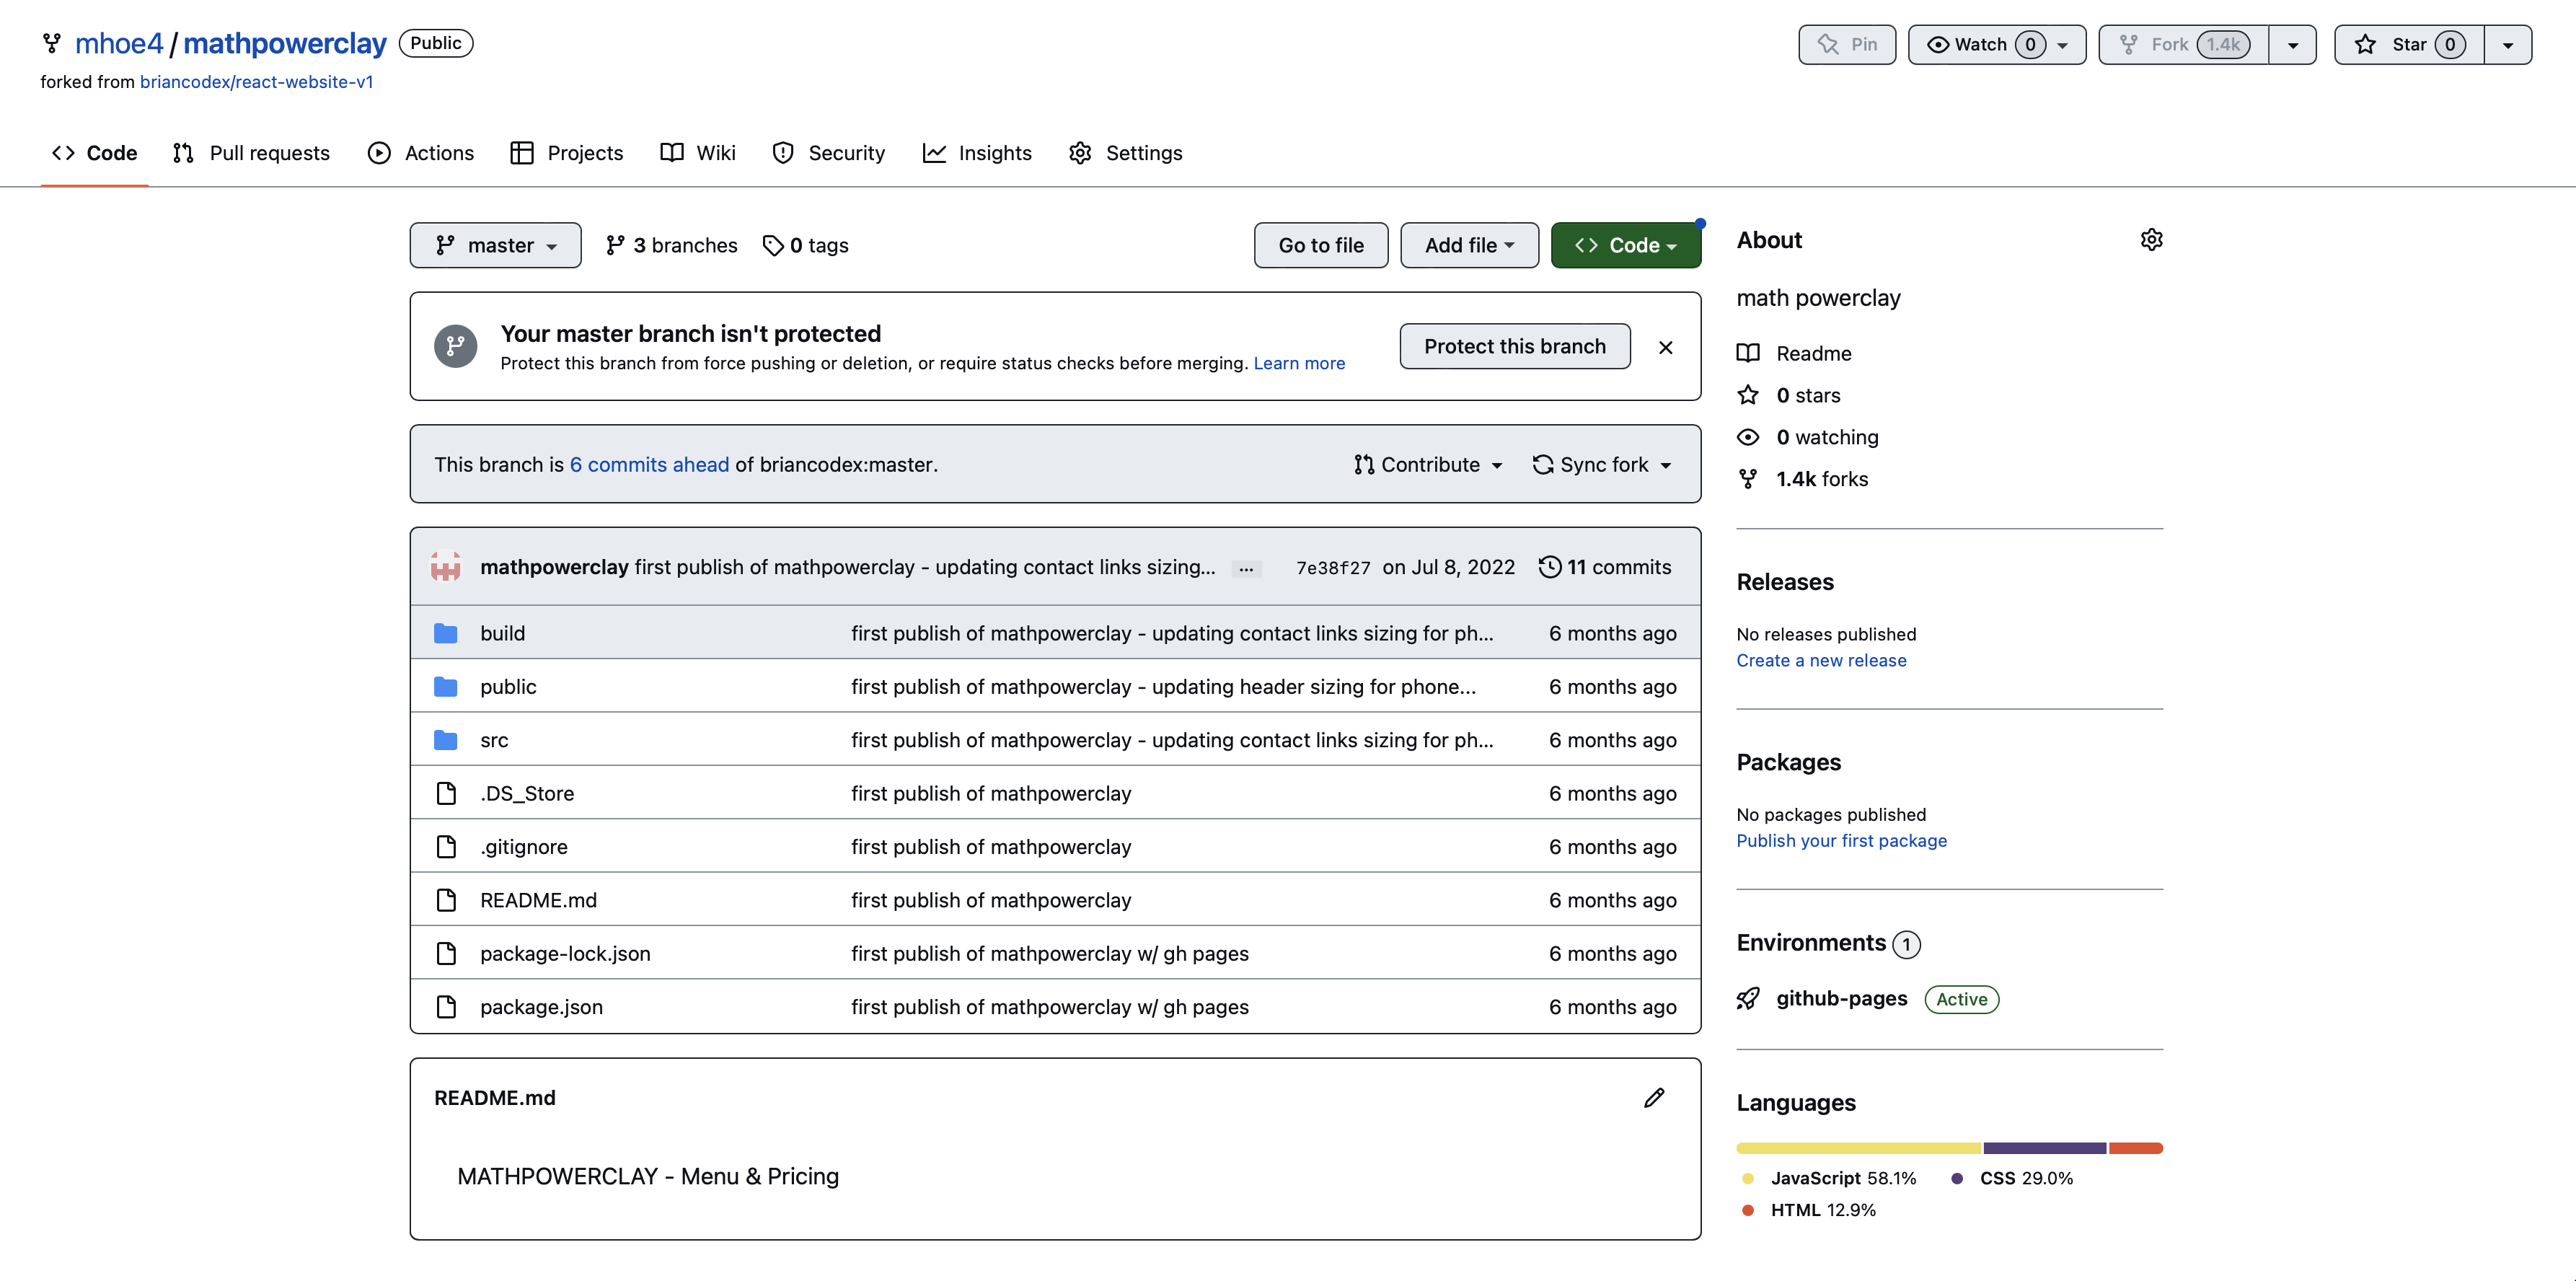 mhoe4 / mathpowerclay Public
Pin Watch 0 Fork 1.4k Star 0
forked from briancodex/react-website-v1
Code Pull requests Actions Projects Wiki Security Insights Settings
master 3 branches 0 tags Go to file Add file Code
Your master branch isn't protected
Protect this branch from force pushing or deletion, or require status checks before merging. Learn more
Protect this branch
This branch is 6 commits ahead of briancodex:master.
Contribute Sync fork
mathpowerclay first publish of mathpowerclay - updating contact links sizing... ... 7e38f27 on Jul 8, 2022 11 commits
build first publish of mathpowerclay - updating contact links sizing for ph... 6 months ago
public first publish of mathpowerclay - updating header sizing for phone... 6 months ago
src first publish of mathpowerclay - updating contact links sizing for ph... 6 months ago
.DS_Store first publish of mathpowerclay 6 months ago
.gitignore first publish of mathpowerclay 6 months ago
README.md first publish of mathpowerclay 6 months ago
package-lock.json first publish of mathpowerclay w/ gh pages 6 months ago
package.json first publish of mathpowerclay w/ gh pages 6 months ago
README.md
MATHPOWERCLAY - Menu & Pricing
About
math powerclay
Readme
0 stars
0 watching
1.4k forks
Releases
No releases published
Create a new release
Packages
No packages published
Publish your first package
Environments 1
github-pages Active
Languages
JavaScript 58.1% CSS 29.0%
HTML 12.9%